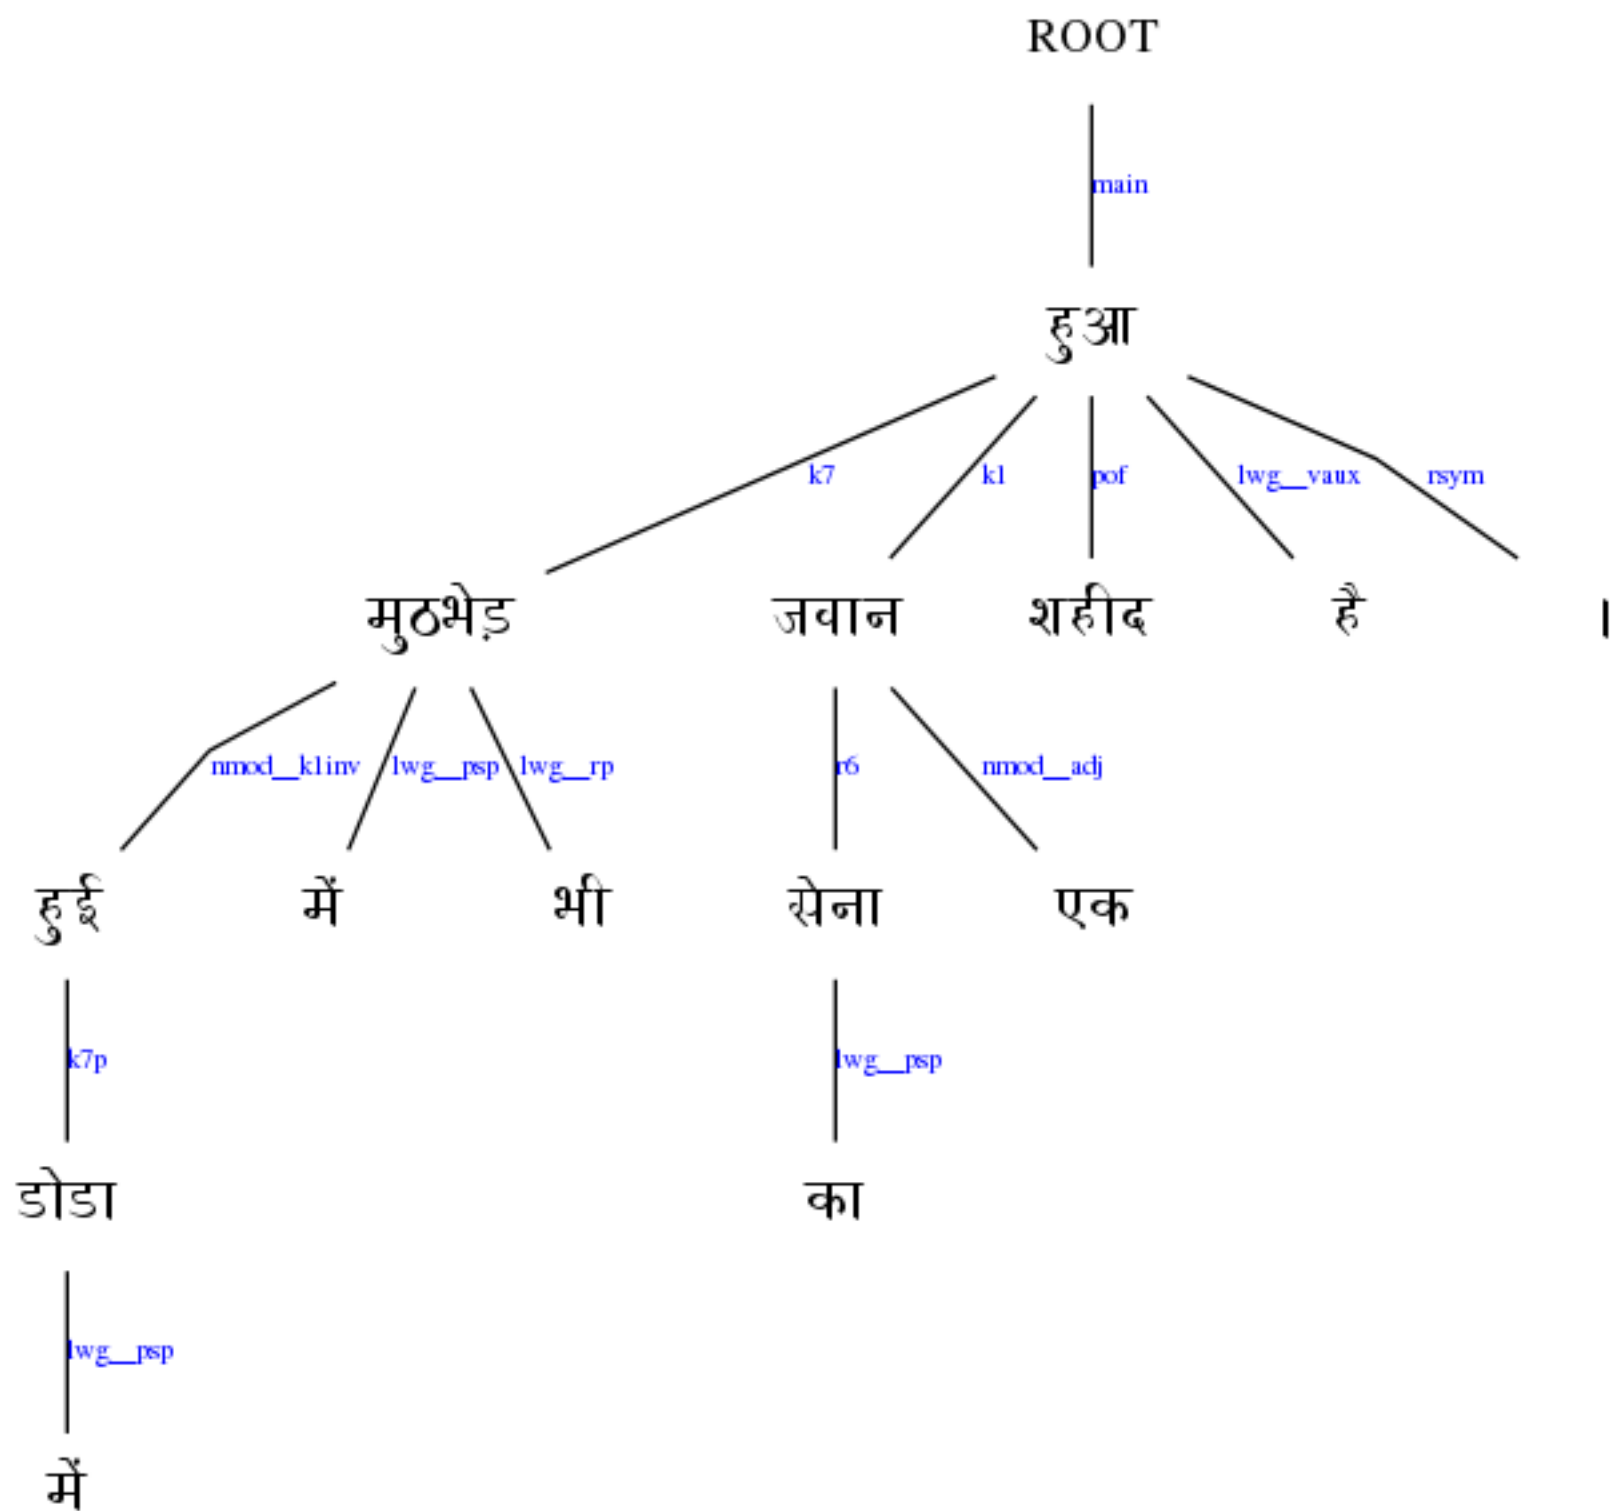 ROOT
main
हुआ
k7 k1 pof lwg__vaux rsym
मुठभेड़ जवान शहीद है ।
nmod__k1inv lwg__psp lwg__rp r6 nmod__adj
हुई में भी सेना एक
k7p lwg__psp
डोडा का
lwg__psp
में